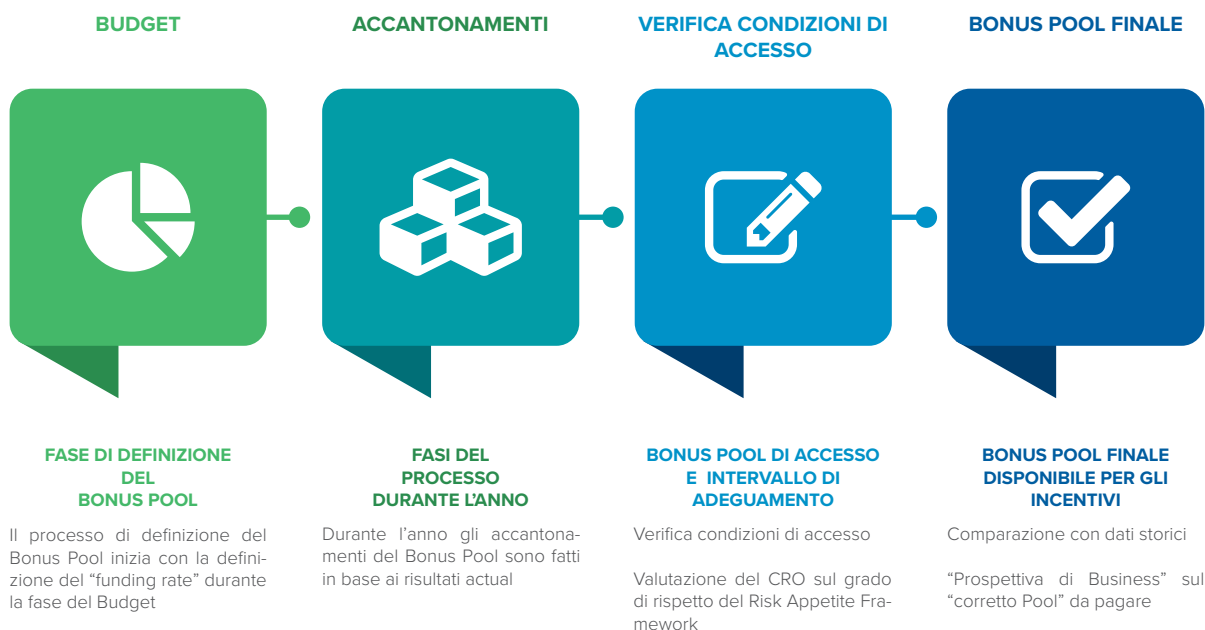 BUDGET
ACCANTONAMENTI
VERIFICA CONDIZIONI DI
ACCESSO
BONUS POOL FINALE
FASE DI DEFINIZIONE
DEL
BONUS POOL
Il processo di definizione del
Bonus Pool inizia con la defini-
zione del “funding rate” durante
la fase del Budget
FASI DEL
PROCESSO
DURANTE L’ANNO
Durante l’anno gli accantona-
menti del Bonus Pool sono fatti
in base ai risultati actual
BONUS POOL DI ACCESSO
E INTERVALLO DI
ADEGUAMENTO
Verifica condizioni di accesso
Valutazione del CRO sul grado
di rispetto del Risk Appetite Fra-
mework
BONUS POOL FINALE
DISPONIBILE PER GLI
INCENTIVI
Comparazione con dati storici
“Prospettiva di Business” sul
“corretto Pool” da pagare